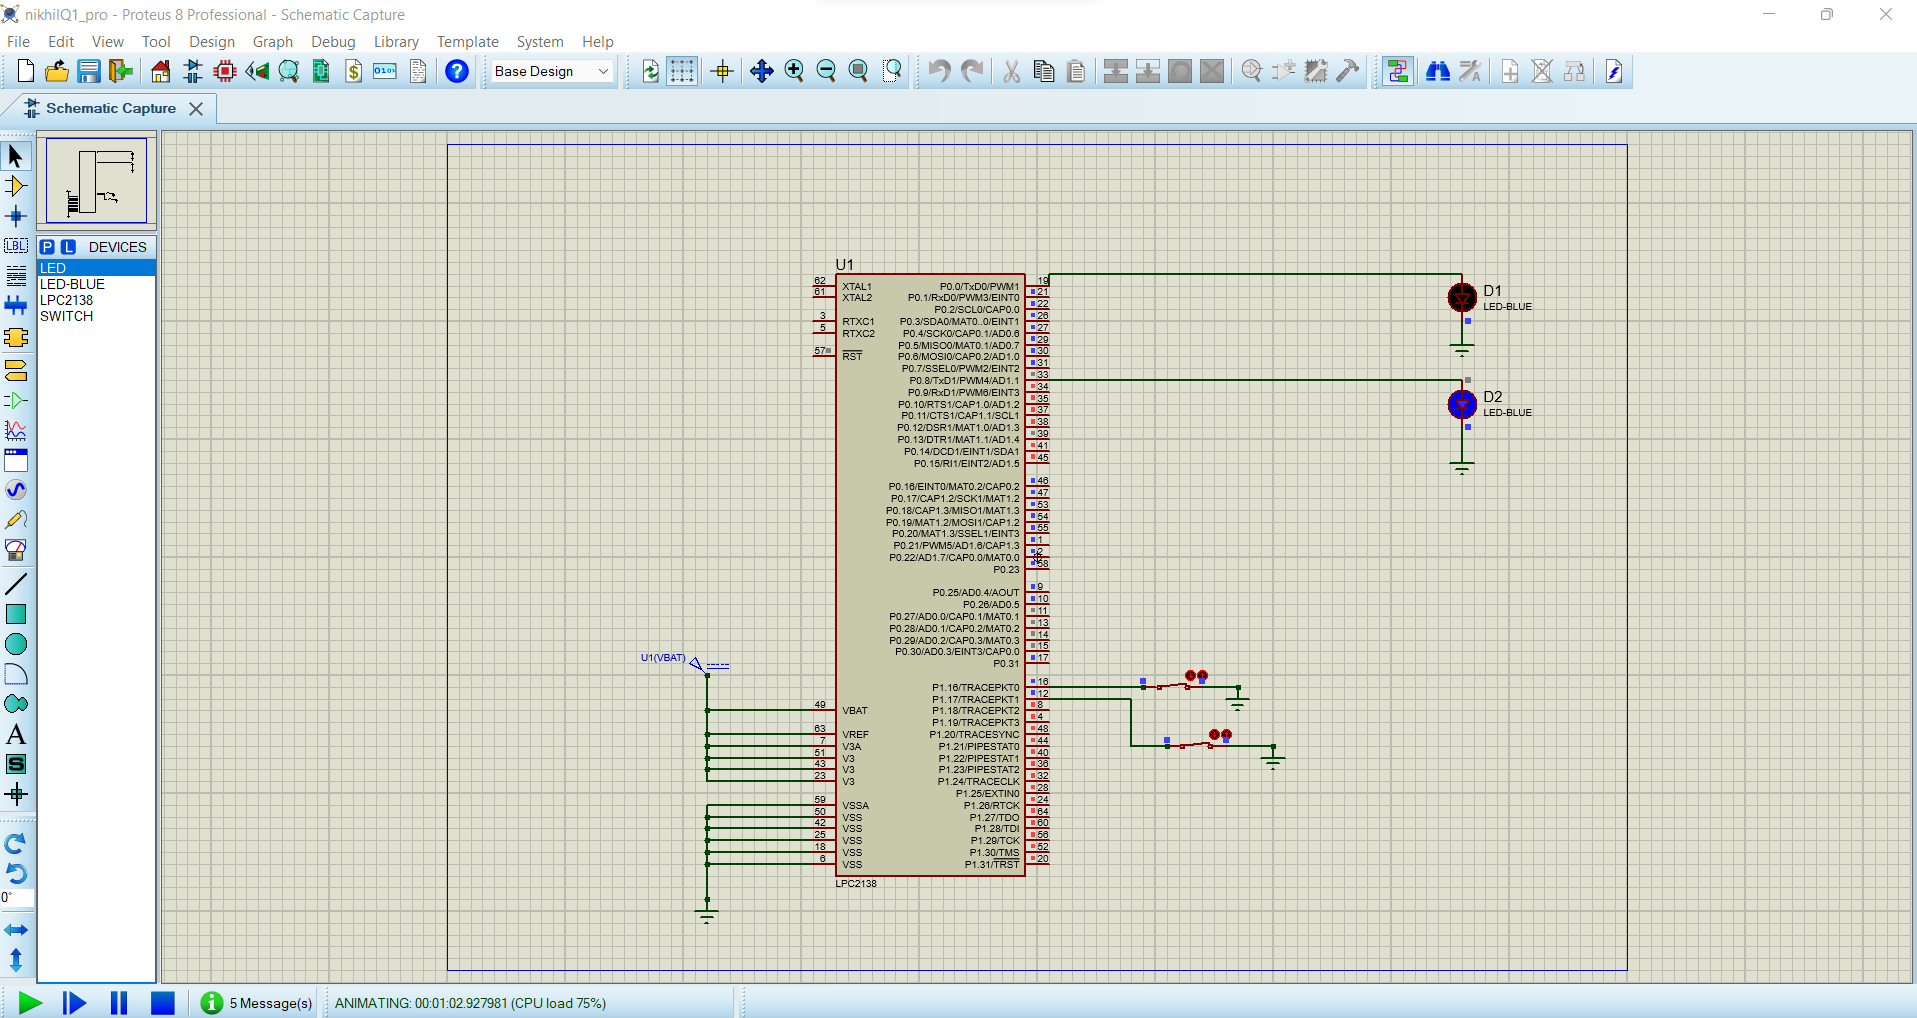 nikhilQ1_pro - Proteus 8 Professional - Schematic Capture
File Edit View Tool Design Graph Debug Library Template System Help
Base Design
Schematic Capture
P L DEVICES
LED
LED-BLUE
LPC2138
SWITCH
LBL
A
S
0°
U1
62 XTAL1
61 XTAL2
3 RTXC1
5 RTXC2
57 RST
49 VBAT
63 VREF
7 V3A
51 V3
43 V3
23 V3
59 VSSA
50 VSS
42 VSS
25 VSS
18 VSS
6 VSS
U1(VBAT)
P0.0/TxD0/PWM1 19
P0.1/RxD0/PWM3/EINT0 21
P0.2/SCL0/CAP0.0 22
P0.3/SDA0/MAT0..0/EINT1 26
P0.4/SCK0/CAP0.1/AD0.6 27
P0.5/MISO0/MAT0.1/AD0.7 29
P0.6/MOSI0/CAP0.2/AD1.0 30
P0.7/SSEL0/PWM2/EINT2 31
P0.8/TxD1/PWM4/AD1.1 33
P0.9/RxD1/PWM6/EINT3 34
P0.10/RTS1/CAP1.0/AD1.2 35
P0.11/CTS1/CAP1.1/SCL1 37
P0.12/DSR1/MAT1.0/AD1.3 38
P0.13/DTR1/MAT1.1/AD1.4 39
P0.14/DCD1/EINT1/SDA1 41
P0.15/RI1/EINT2/AD1.5 45
P0.16/EINT0/MAT0.2/CAP0.2 46
P0.17/CAP1.2/SCK1/MAT1.2 47
P0.18/CAP1.3/MISO1/MAT1.3 53
P0.19/MAT1.2/MOSI1/CAP1.2 54
P0.20/MAT1.3/SSEL1/EINT3 55
P0.21/PWM5/AD1.6/CAP1.3 1
P0.22/AD1.7/CAP0.0/MAT0.0 2
P0.23 58
P0.25/AD0.4/AOUT 9
P0.26/AD0.5 10
P0.27/AD0.0/CAP0.1/MAT0.1 11
P0.28/AD0.1/CAP0.2/MAT0.2 13
P0.29/AD0.2/CAP0.3/MAT0.3 14
P0.30/AD0.3/EINT3/CAP0.0 15
P0.31 17
P1.16/TRACEPKT0 16
P1.17/TRACEPKT1 12
P1.18/TRACEPKT2 8
P1.19/TRACEPKT3 4
P1.20/TRACESYNC 48
P1.21/PIPESTAT0 44
P1.22/PIPESTAT1 40
P1.23/PIPESTAT2 36
P1.24/TRACECLK 32
P1.25/EXTIN0 28
P1.26/RTCK 24
P1.27/TDO 64
P1.28/TDI 60
P1.29/TCK 56
P1.30/TMS 52
P1.31/TRST 20
LPC2138
D1
LED-BLUE
D2
LED-BLUE
5 Message(s)
ANIMATING: 00:01:02.927981 (CPU load 75%)